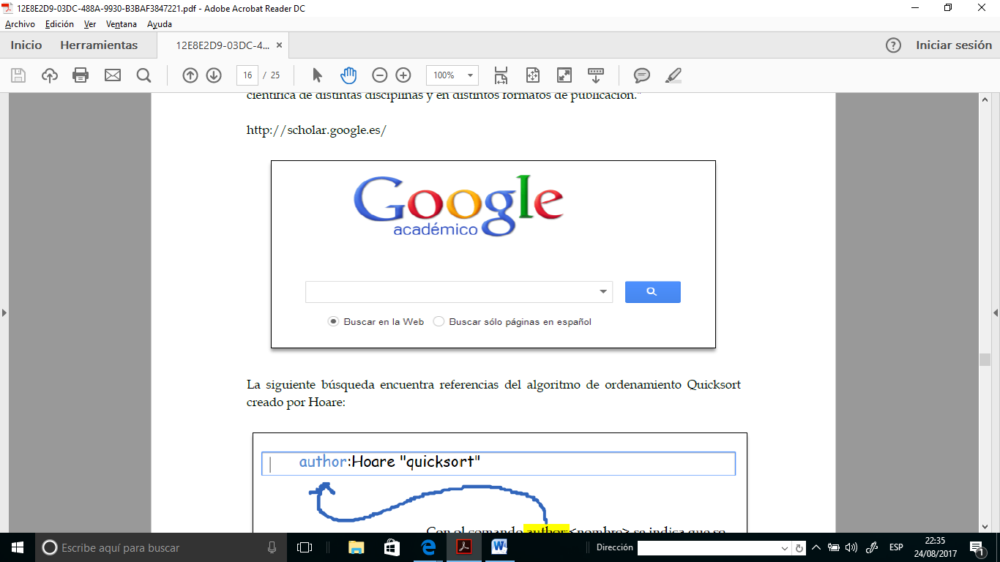 12E8E2D9-03DC-488A-9930-B3BAF3847221.pdf - Adobe Acrobat Reader DC
Archivo Edición Ver Ventana Ayuda
Inicio Herramientas 12E8E2D9-03DC-4... × ? Iniciar sesión
16 / 25 100%
científica de distintas disciplinas y en distintos formatos de publicación."
http://scholar.google.es/
Google
académico
Buscar en la Web Buscar sólo páginas en español
La siguiente búsqueda encuentra referencias del algoritmo de ordenamiento Quicksort
creado por Hoare:
author:Hoare "quicksort"
Con el comando author:<nombre> se indica que se
Escribe aquí para buscar Dirección ESP 22:35
24/08/2017 1